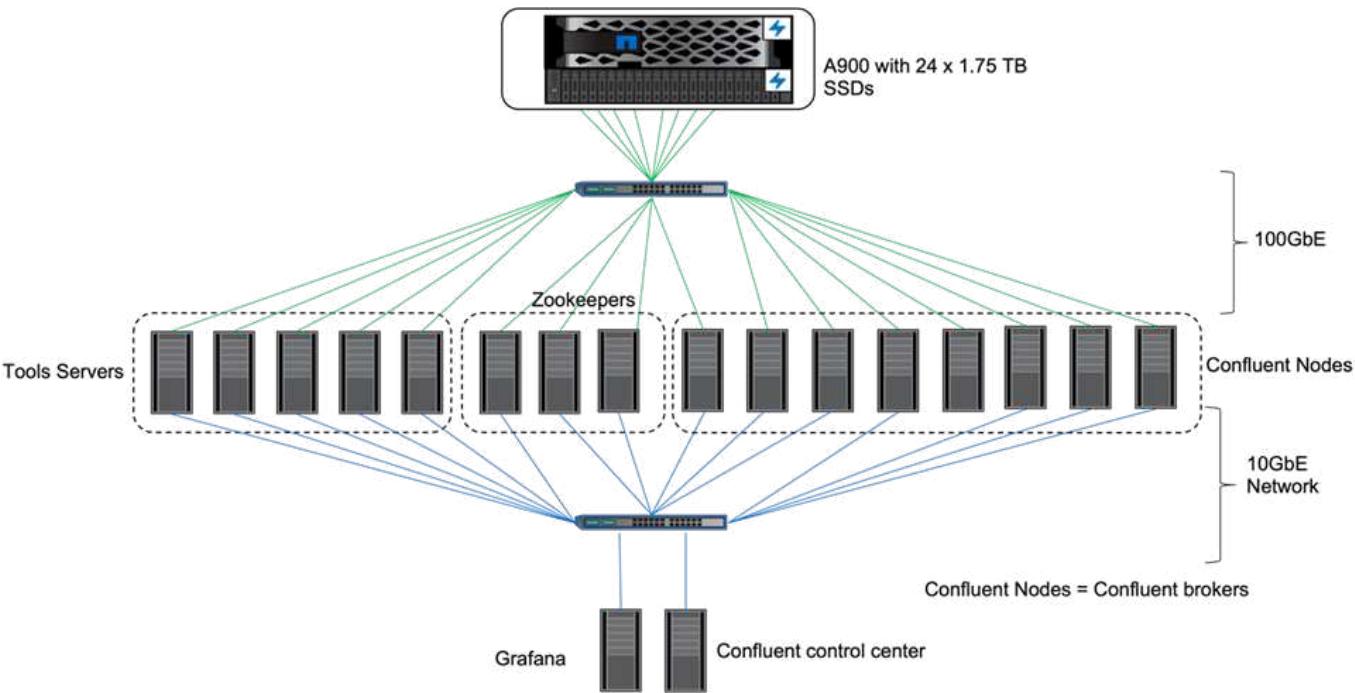 A900 with 24 x 1.75 TB
SSDs
100GbE
Zookeepers
Tools Servers
Confluent Nodes
10GbE
Network
Confluent Nodes = Confluent brokers
Grafana
Confluent control center